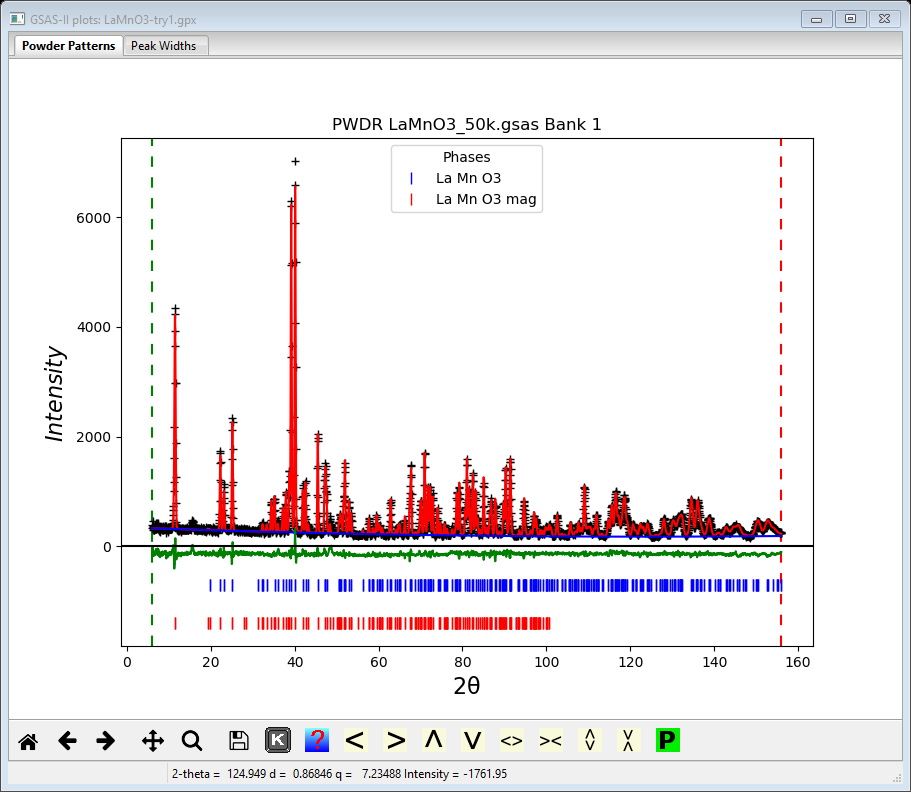 GSAS-II plots: LaMnO3-try1.gpx
Powder Patterns Peak Widths
PWDR LaMnO3_50k.gsas Bank 1
Phases
La Mn O3
La Mn O3 mag
6000
4000
2000
0
Intensity
0 20 40 60 80 100 120 140 160
2θ
K ? < > Λ V <> >< P
2-theta = 124.949 d = 0.86846 q = 7.23488 Intensity = -1761.95